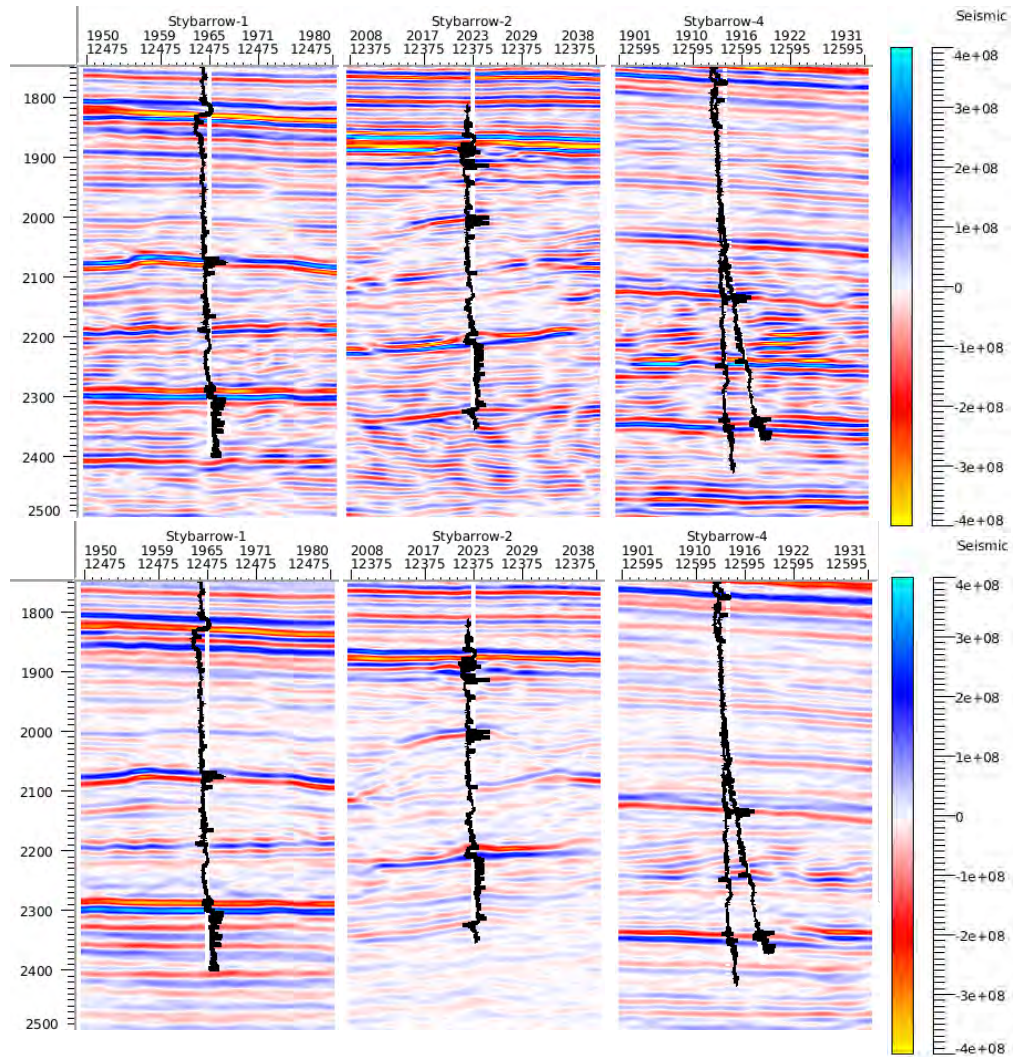 Stybarrow-1 Stybarrow-2 Stybarrow-4 Seismic
1950 1959 1965 1971 1980 2008 2017 2023 2029 2038 1901 1910 1916 1922 1931
12475 12475 12475 12475 12475 12375 12375 12375 12375 12375 12595 12595 12595 12595 12595
1800
1900
2000
2100
2200
2300
2400
2500
4e+08
3e+08
2e+08
1e+08
0
-1e+08
-2e+08
-3e+08
-4e+08
Stybarrow-1 Stybarrow-2 Stybarrow-4 Seismic
1950 1959 1965 1971 1980 2008 2017 2023 2029 2038 1901 1910 1916 1922 1931
12475 12475 12475 12475 12475 12375 12375 12375 12375 12375 12595 12595 12595 12595 12595
1800
1900
2000
2100
2200
2300
2400
2500
4e+08
3e+08
2e+08
1e+08
0
-1e+08
-2e+08
-3e+08
-4e+08